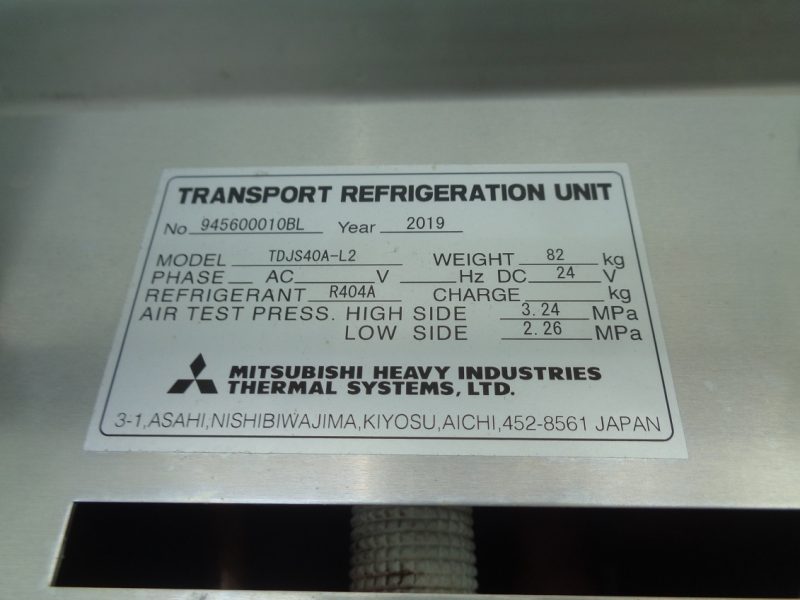 TRANSPORT REFRIGERATION UNIT
No 945600010BL Year 2019
MODEL TDJS40A-L2 WEIGHT 82 kg
PHASE AC V Hz DC 24 V
REFRIGERANT R404A CHARGE kg
AIR TEST PRESS. HIGH SIDE 3.24 MPa
LOW SIDE 2.26 MPa
MITSUBISHI HEAVY INDUSTRIES
THERMAL SYSTEMS, LTD.
3-1,ASAHI,NISHIBIWAJIMA,KIYOSU,AICHI,452-8561 JAPAN